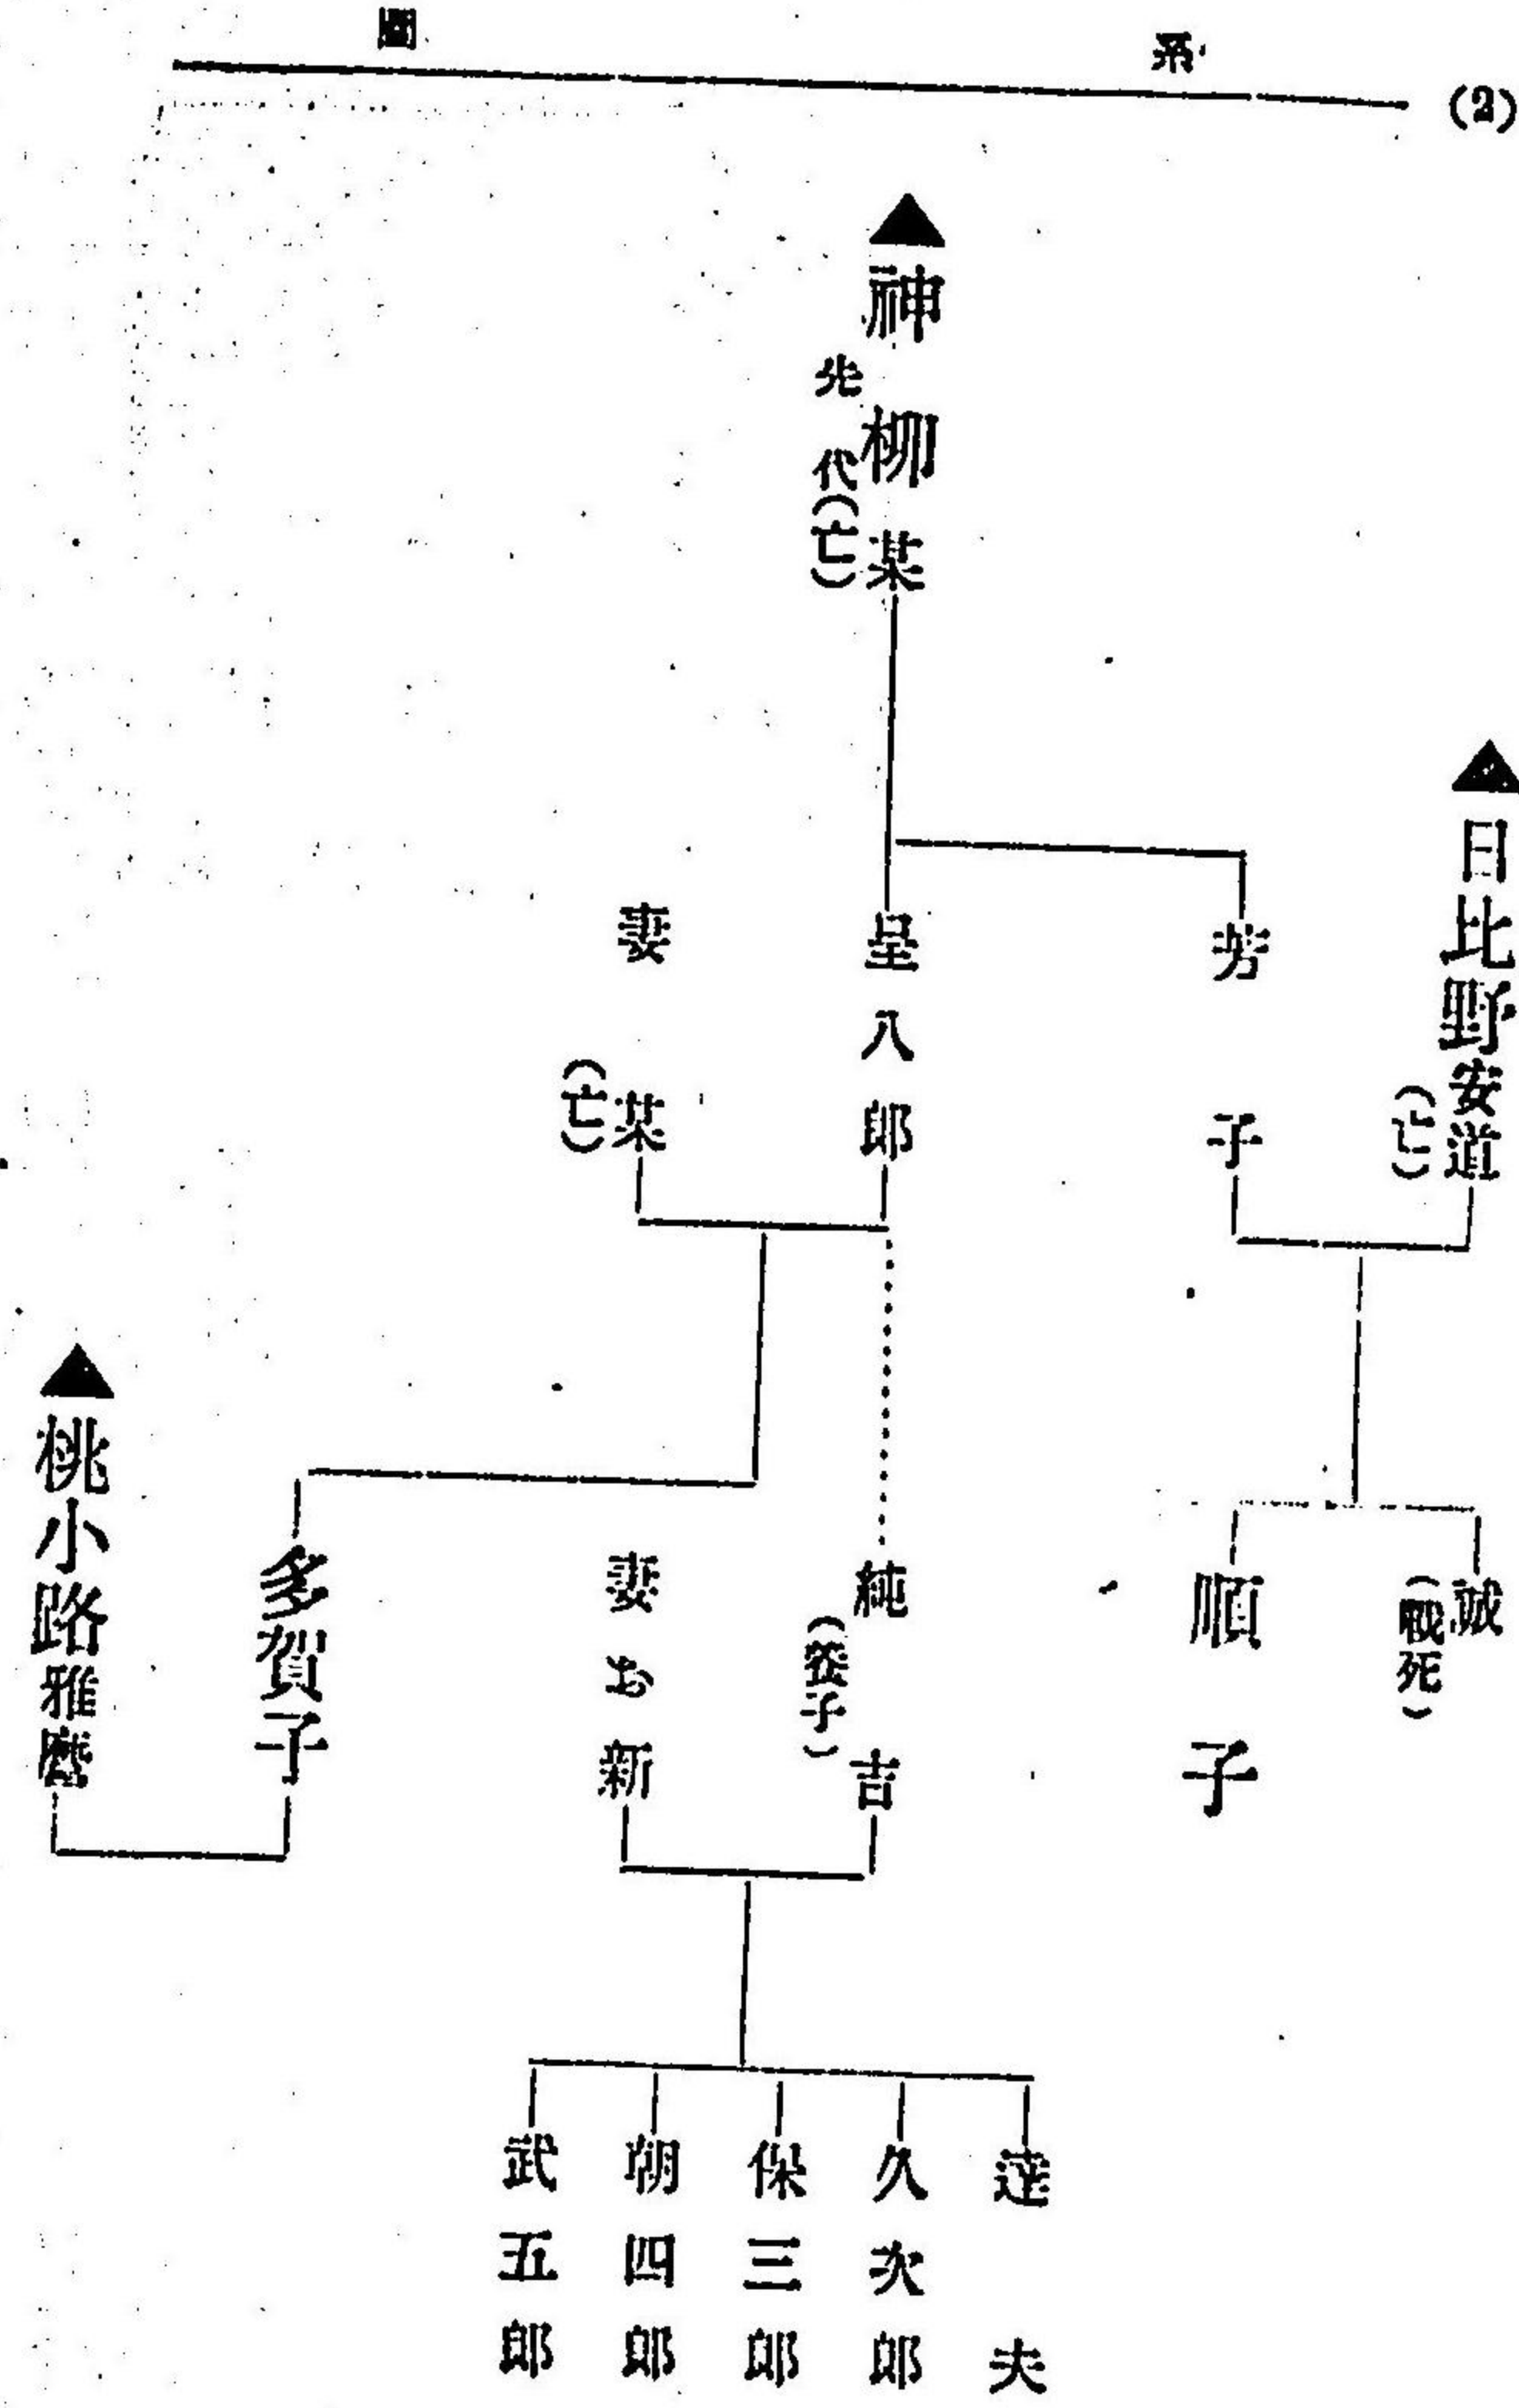 (2)
系圖
▲日比野安道
(亡)
誠
(戰死)
芳子
順子
▲神柳某
先代(亡)
呈八郎
純吉
(養子)
妻某
(亡)
妻お新
多賀子
▲桃小路雅麿
達夫
久次郎
保三郎
朝四郎
武五郎